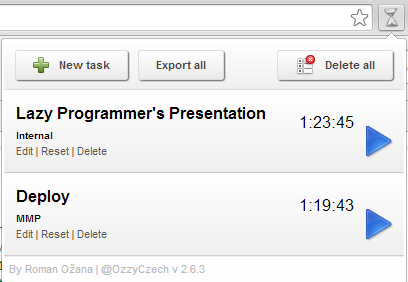 New task
Export all
Delete all
Lazy Programmer's Presentation
1:23:45
Internal
Edit | Reset | Delete
Deploy
1:19:43
MMP
Edit | Reset | Delete
By Roman Ožana | @OzzyCzech v 2.6.3